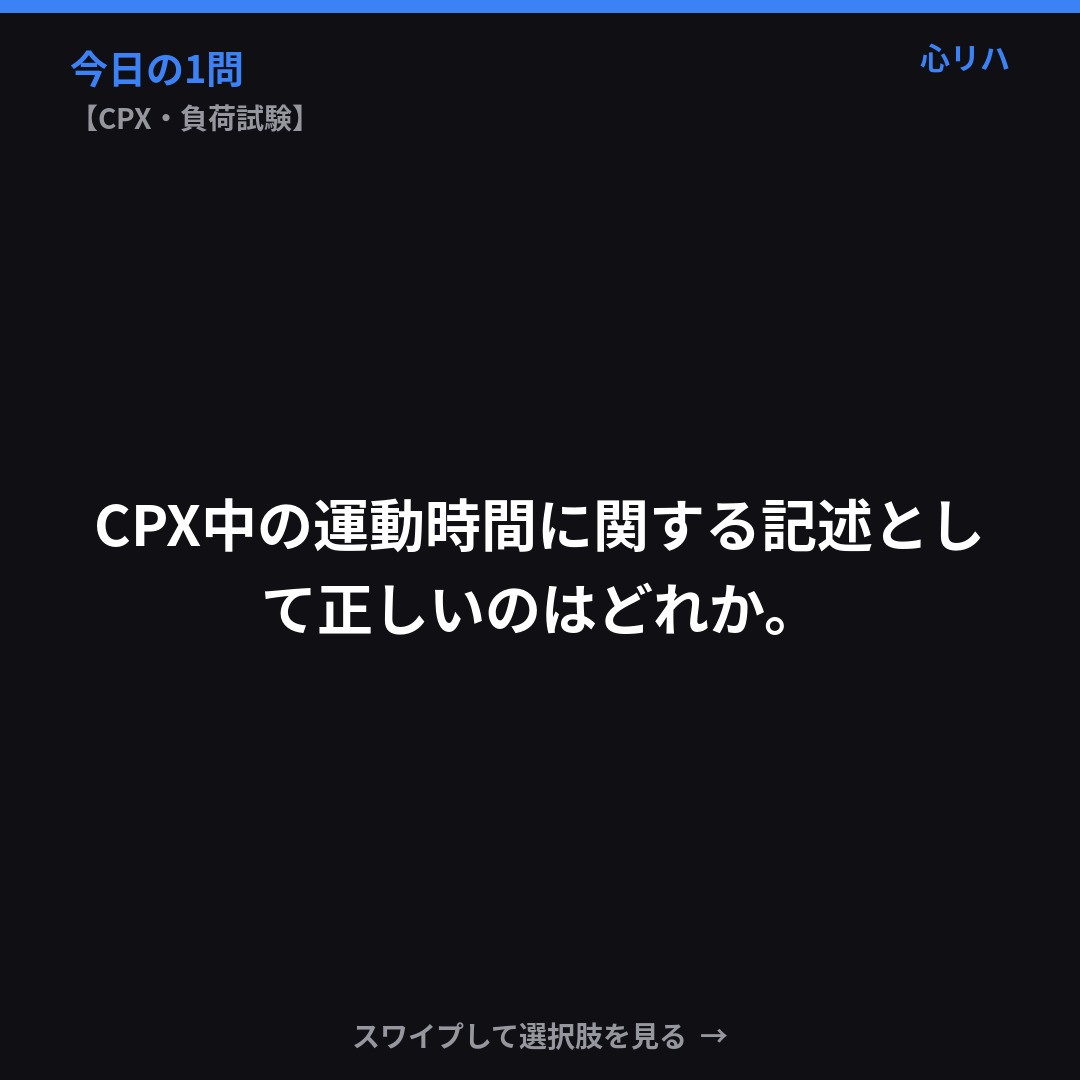 今日の1問
心リハ
【CPX・負荷試験】
CPX中の運動時間に関する記述とし
て正しいのはどれか。
スワイプして選択肢を見る →